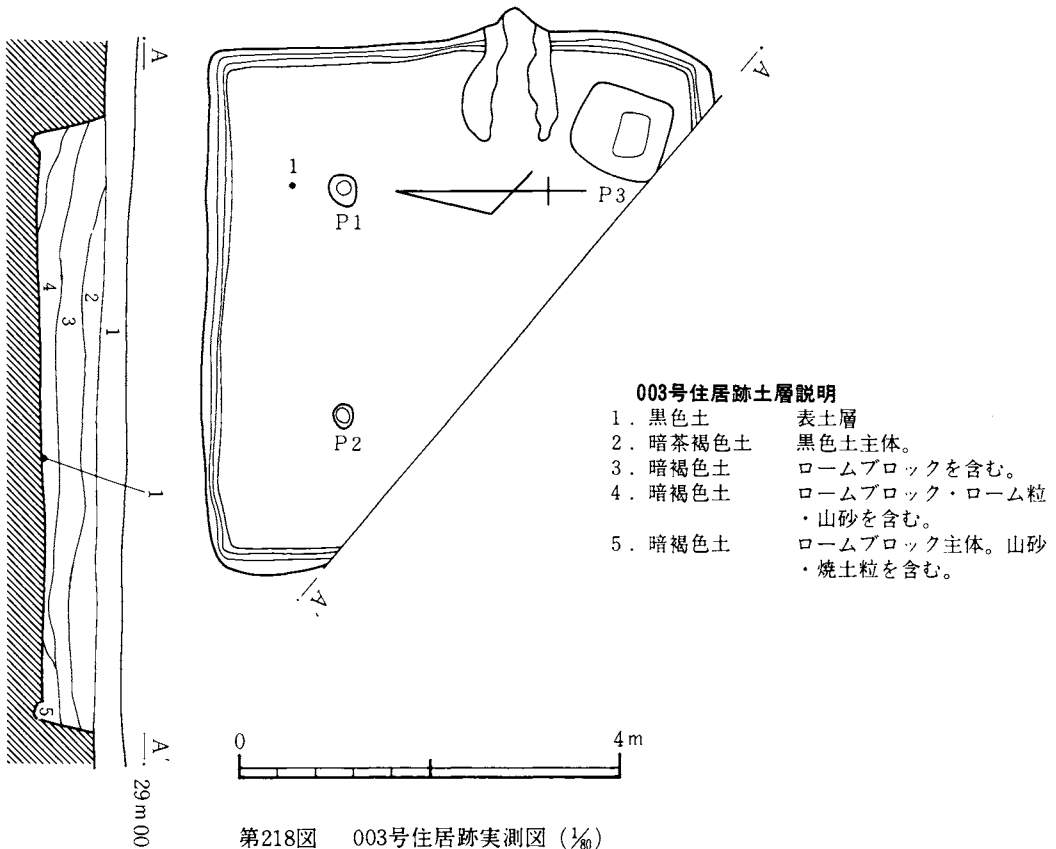 A
A
1
P1
P3
P2
4
3
2
1
1
5
A'
A'
29m00
003号住居跡土層説明
1．黒色土　表土層
2．暗茶褐色土　黒色土主体。
3．暗褐色土　ロームブロックを含む。
4．暗褐色土　ロームブロック・ローム粒
・山砂を含む。
5．暗褐色土　ロームブロック主体。山砂
・焼土粒を含む。
0　4m
第218図　003号住居跡実測図（1/80）